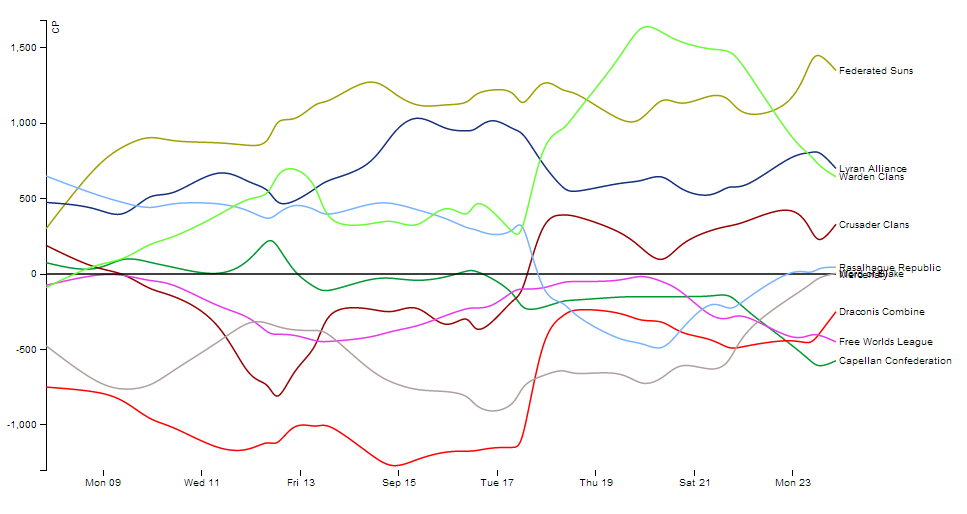 CP
1,500
1,000
500
0
-500
-1,000
Mon 09
Wed 11
Fri 13
Sep 15
Tue 17
Thu 19
Sat 21
Mon 23
Federated Suns
Lyran Alliance
Warden Clans
Crusader Clans
Rasalhague Republic
Draconis Combine
Free Worlds League
Capellan Confederation